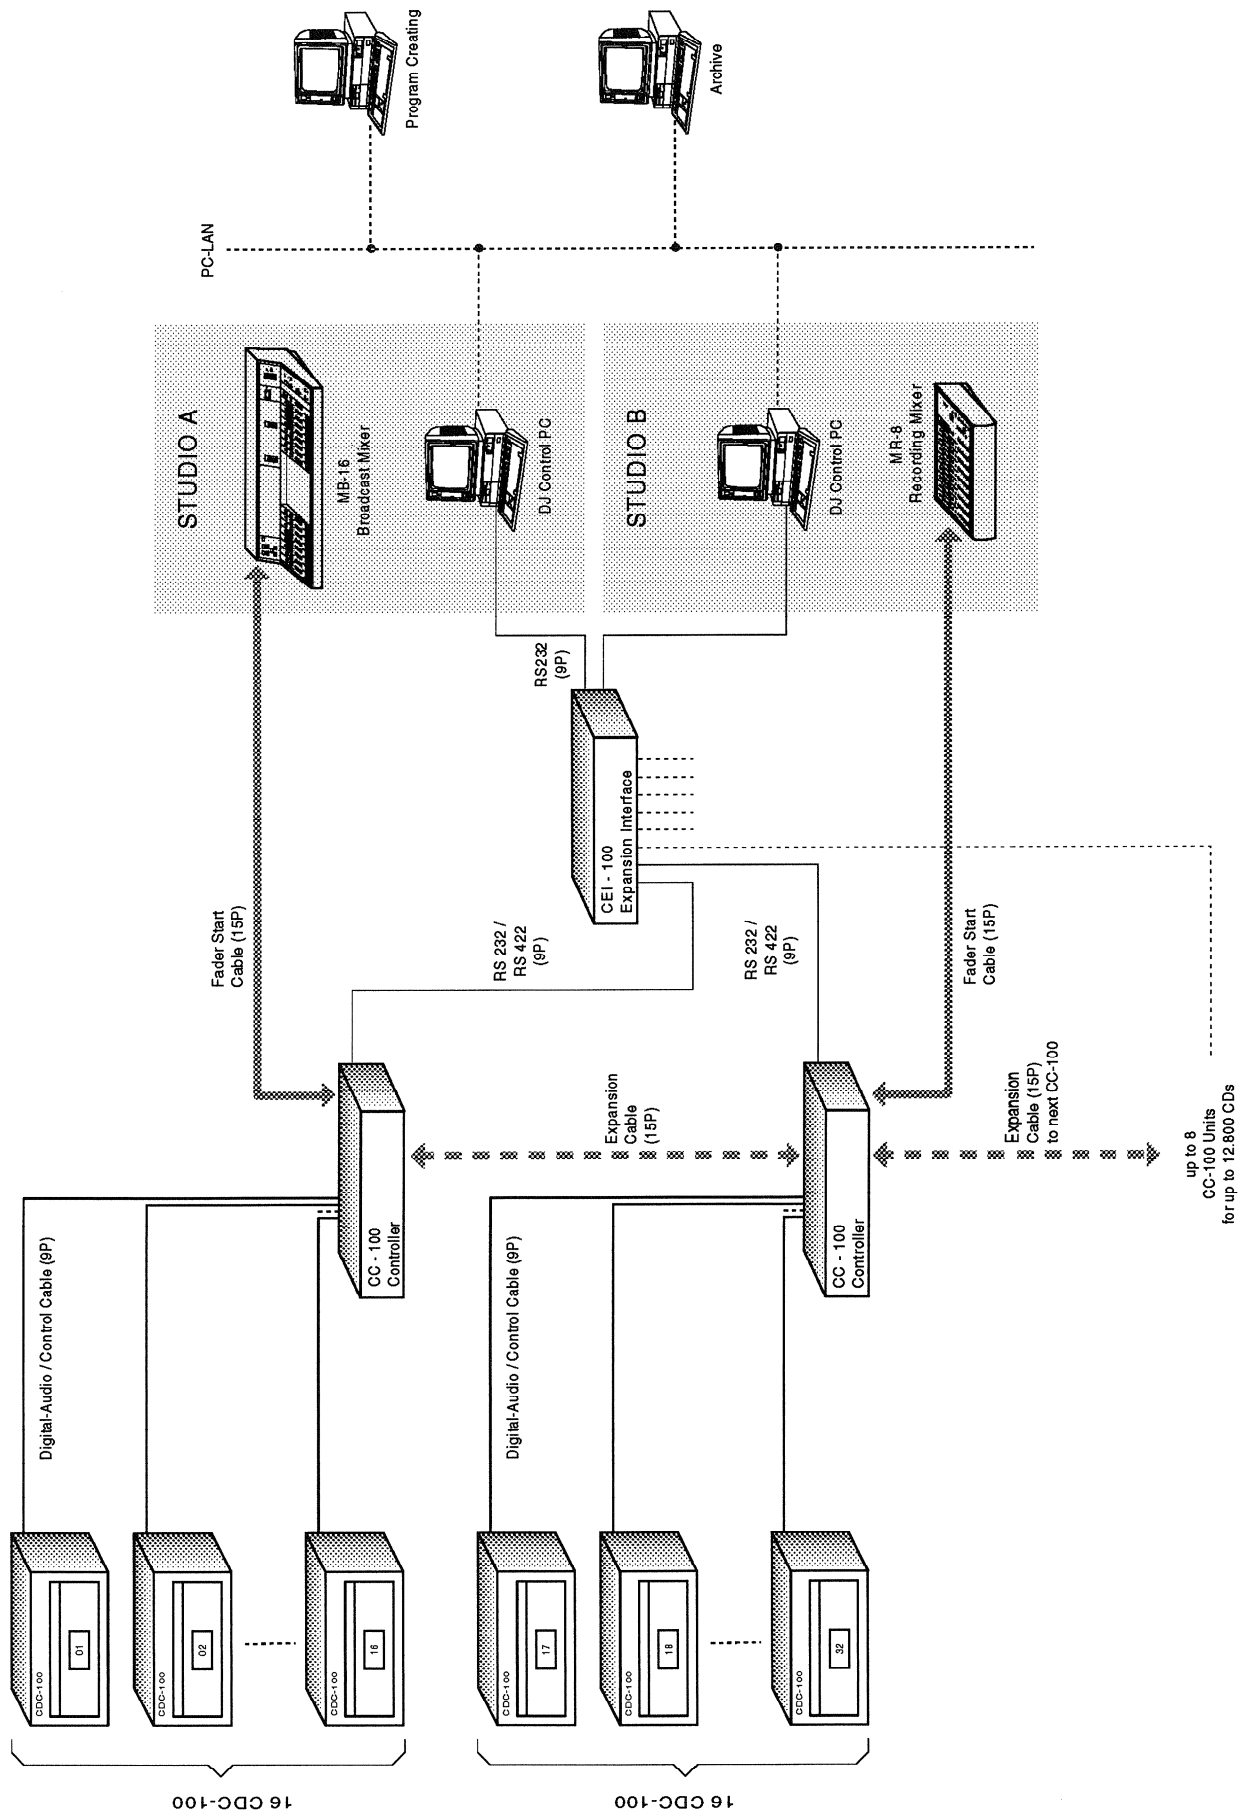 16 CDC-100
CDC-100
01
CDC-100
02
CDC-100
16
Digital-Audio / Control Cable (9P)
CC - 100
Controller
Fader Start
Cable (15P)
STUDIO A
MB-16
Broadcast Mixer
DJ Control PC
PC-LAN
Program Creating
Archive
16 CDC-100
CDC-100
17
CDC-100
18
CDC-100
32
Digital-Audio / Control Cable (9P)
Expansion
Cable
(15P)
CC - 100
Controller
RS 232 /
RS 422
(9P)
RS 232 /
RS 422
(9P)
CEI - 100
Expansion Interface
RS232
(9P)
STUDIO B
DJ Control PC
MR-8
Recording Mixer
Fader Start
Cable (15P)
Expansion
Cable (15P)
to next CC-100
up to 8
CC-100 Units
for up to 12.800 CDs